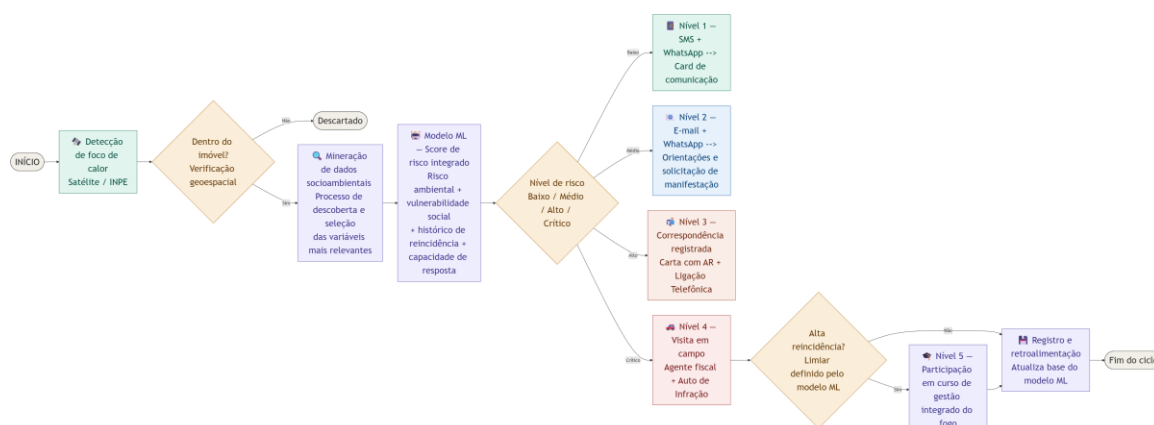 INÍCIO
Detecção
de foco de
calor
Satélite / INPE
Dentro do
imóvel?
Verificação
geoespacial
Não
Descartado
Sim
Mineração
de dados
socioambientais
Processo de
descoberta e
seleção
das variáveis
mais relevantes
Modelo ML
— Score de
risco integrado
Risco
ambiental +
vulnerabilidade
social
+ histórico de
reincidência +
capacidade de
resposta
Nível de risco
Baixo / Médio
/ Alto /
Crítico
Baixo
Nível 1 —
SMS +
WhatsApp -->
Card de
comunicação
Médio
Nível 2 —
E-mail +
WhatsApp -->
Orientações e
solicitação de
manifestação
Alto
Nível 3 —
Correspondência
registrada
Carta com AR +
Ligação
Telefônica
Crítico
Nível 4 —
Visita em
campo
Agente fiscal
+ Auto de
Infração
Alta
reincidência?
Limiar
definido pelo
modelo ML
Não
Sim
Nível 5 —
Participação
em curso de
gestão
integrado do
fogo
Registro e
retroalimentação
Atualiza base do
modelo ML
Fim do ciclo